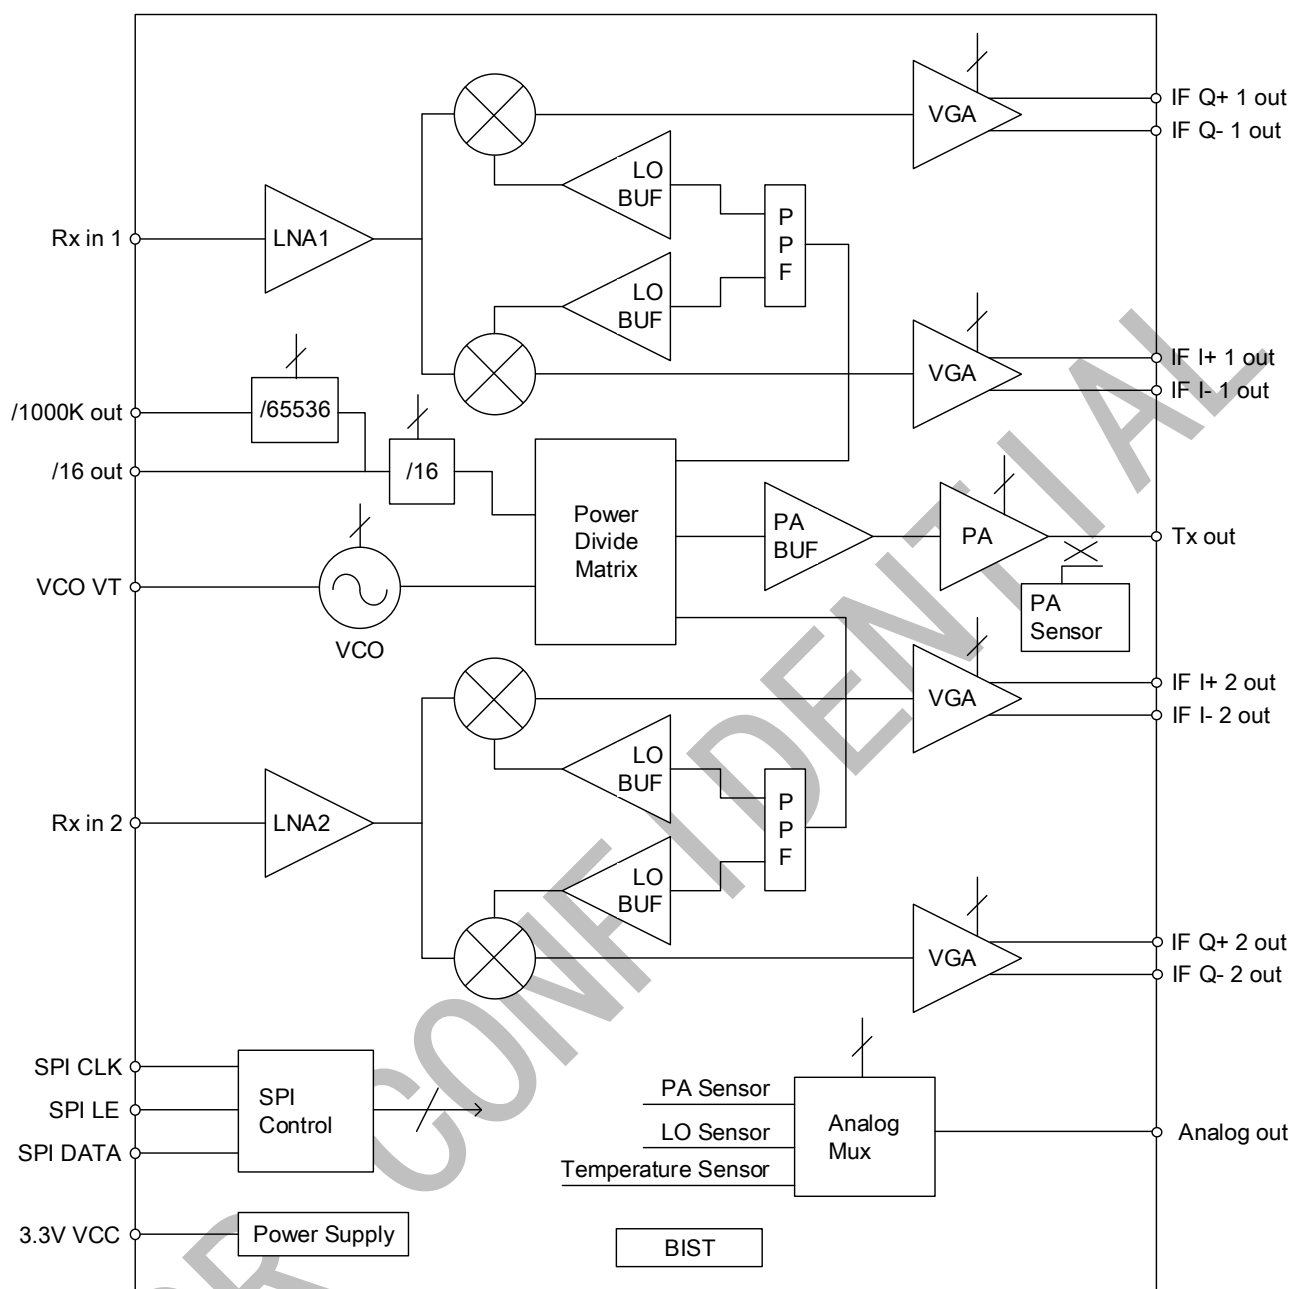 IF Q+ 1 out
VGA
IF Q- 1 out
LO
BUF
P
P
F
Rx in 1
LNA1
LO
BUF
IF I+ 1 out
VGA
IF I- 1 out
/1000K out
/65536
/16 out
/16
Power
Divide
Matrix
PA
BUF
PA
Tx out
VCO VT
VCO
PA
Sensor
IF I+ 2 out
VGA
IF I- 2 out
LO
BUF
P
P
F
Rx in 2
LNA2
LO
BUF
IF Q+ 2 out
VGA
IF Q- 2 out
SPI CLK
SPI LE
SPI DATA
SPI
Control
PA Sensor
LO Sensor
Temperature Sensor
Analog
Mux
Analog out
3.3V VCC
Power Supply
BIST
CONFIDENTIAL